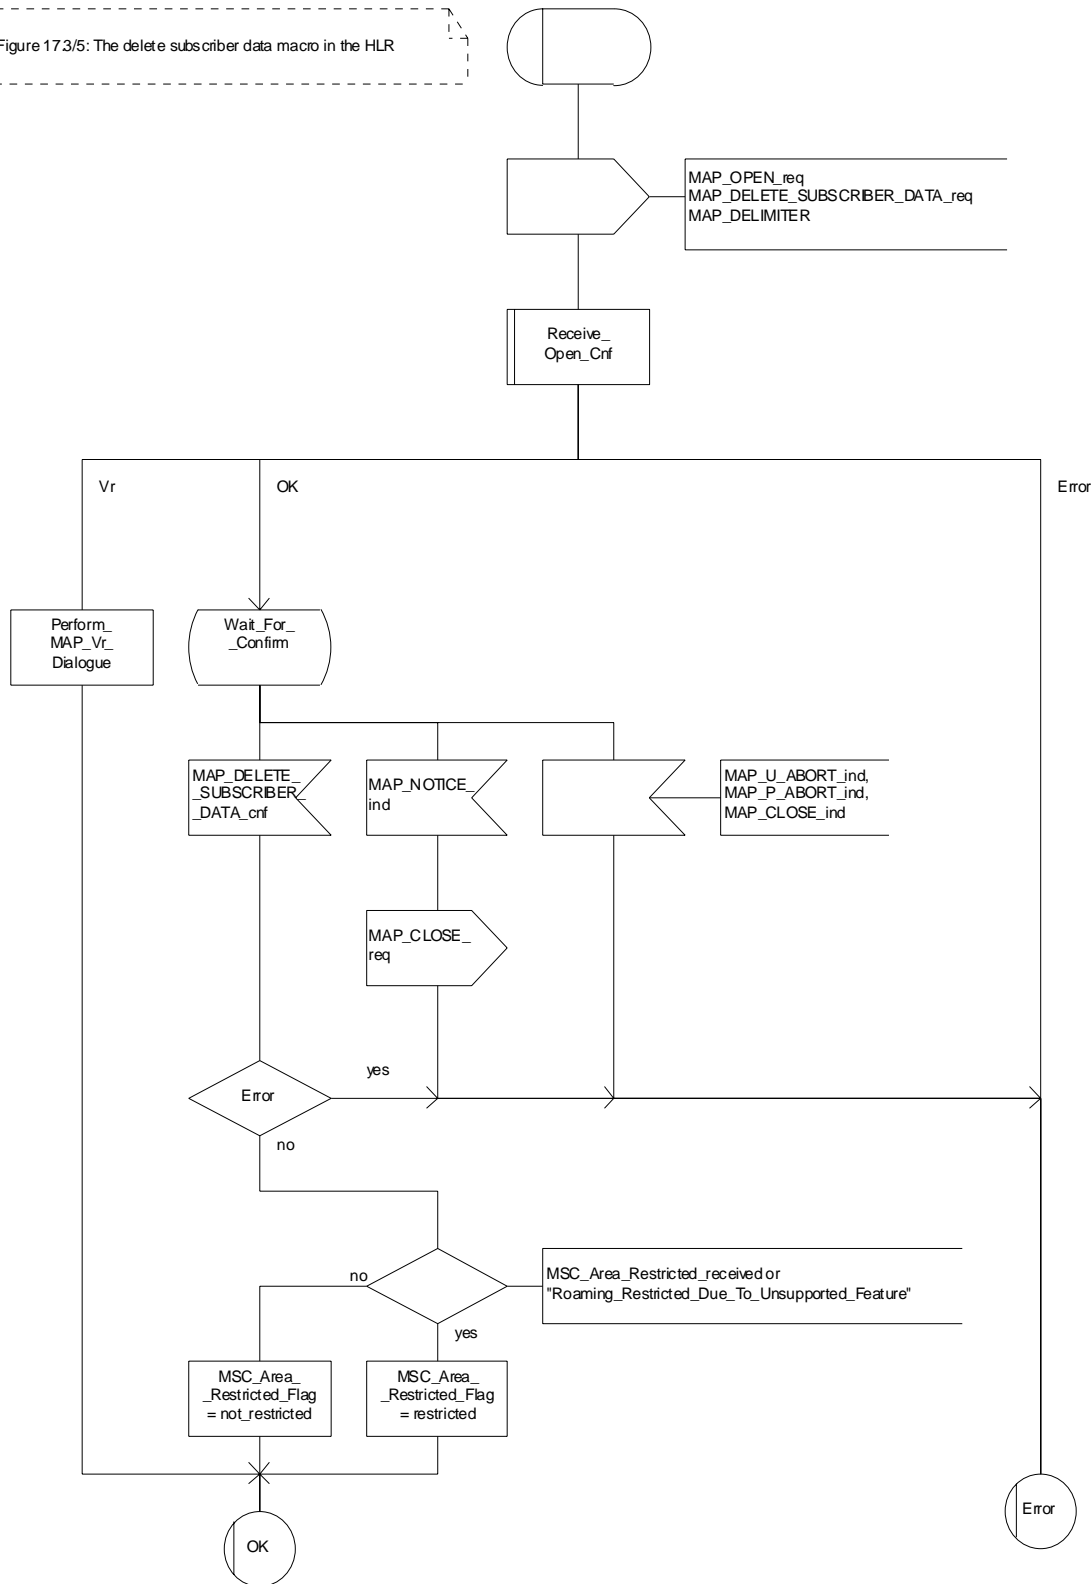 Figure 17.3/5: The delete subscriber data macro in the HLR
MAP_OPEN_req
MAP_DELETE_SUBSCRIBER_DATA_req
MAP_DELIMITER
Receive_
Open_Cnf
Vr
OK
Error
Perform_
MAP_Vr_
Dialogue
Wait_For_
_Confirm
MAP_DELETE_
_SUBSCRIBER_
_DATA_cnf
MAP_NOTICE_
ind
MAP_U_ABORT_ind,
MAP_P_ABORT_ind,
MAP_CLOSE_ind
MAP_CLOSE_
req
Error
yes
no
no
MSC_Area_Restricted_received or
"Roaming_Restricted_Due_To_Unsupported_Feature"
yes
MSC_Area_
_Restricted_Flag
= not_restricted
MSC_Area_
_Restricted_Flag
= restricted
OK
Error